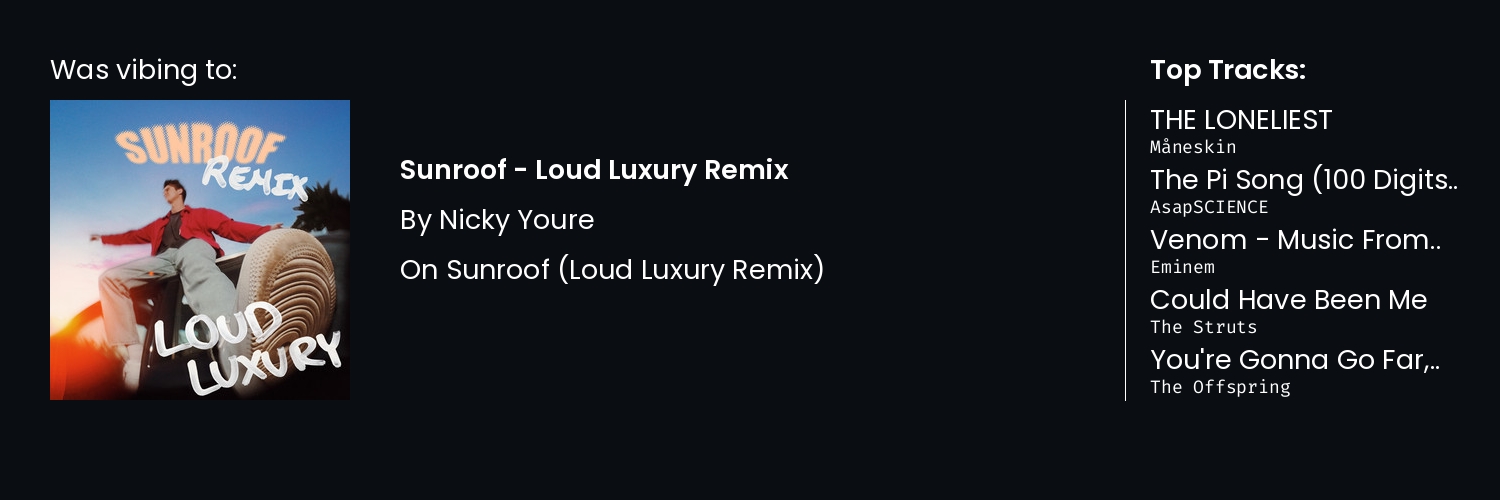 Was vibing to:
SUNROOF
REMIX
LOUD
LUXURY
Sunroof - Loud Luxury Remix
By Nicky Youre
On Sunroof (Loud Luxury Remix)
Top Tracks:
THE LONELIEST
Måneskin
The Pi Song (100 Digits..
AsapSCIENCE
Venom - Music From..
Eminem
Could Have Been Me
The Struts
You're Gonna Go Far,..
The Offspring